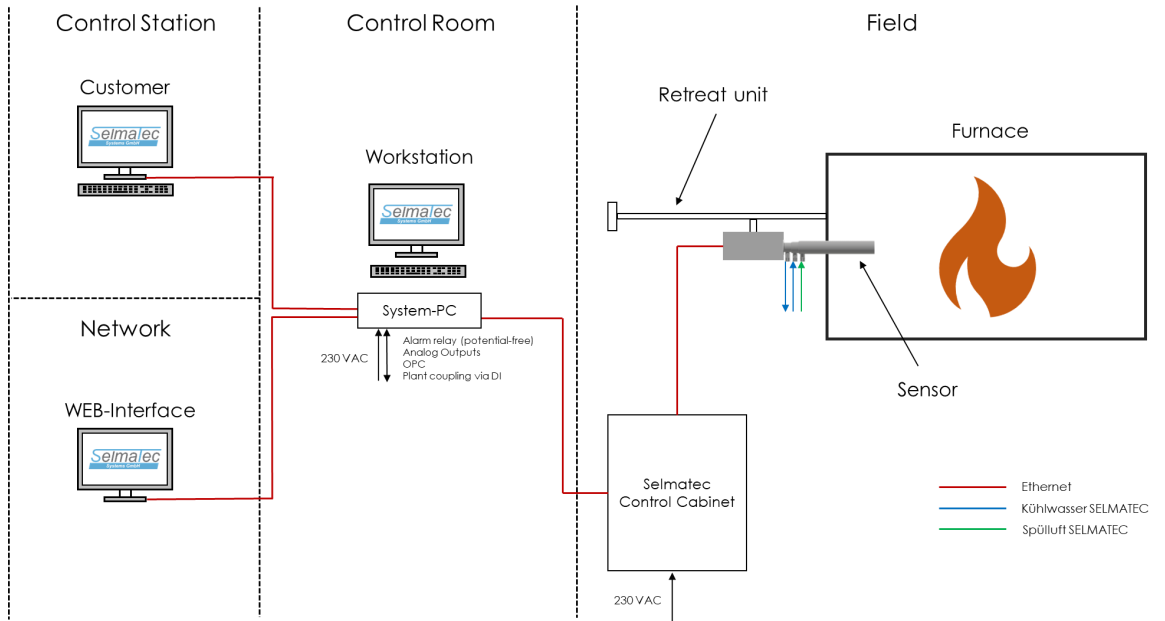 Control Station
Control Room
Field
Customer
SelmaTec
Systems GmbH
Workstation
SelmaTec
Systems GmbH
System-PC
230 VAC
Alarm relay (potential-free)
Analog Outputs
OPC
Plant coupling via DI
Network
WEB-Interface
SelmaTec
Systems GmbH
Retreat unit
Furnace
Sensor
Selmatec
Control Cabinet
230 VAC
Ethernet
Kühlwasser SELMATEC
Spülluft SELMATEC